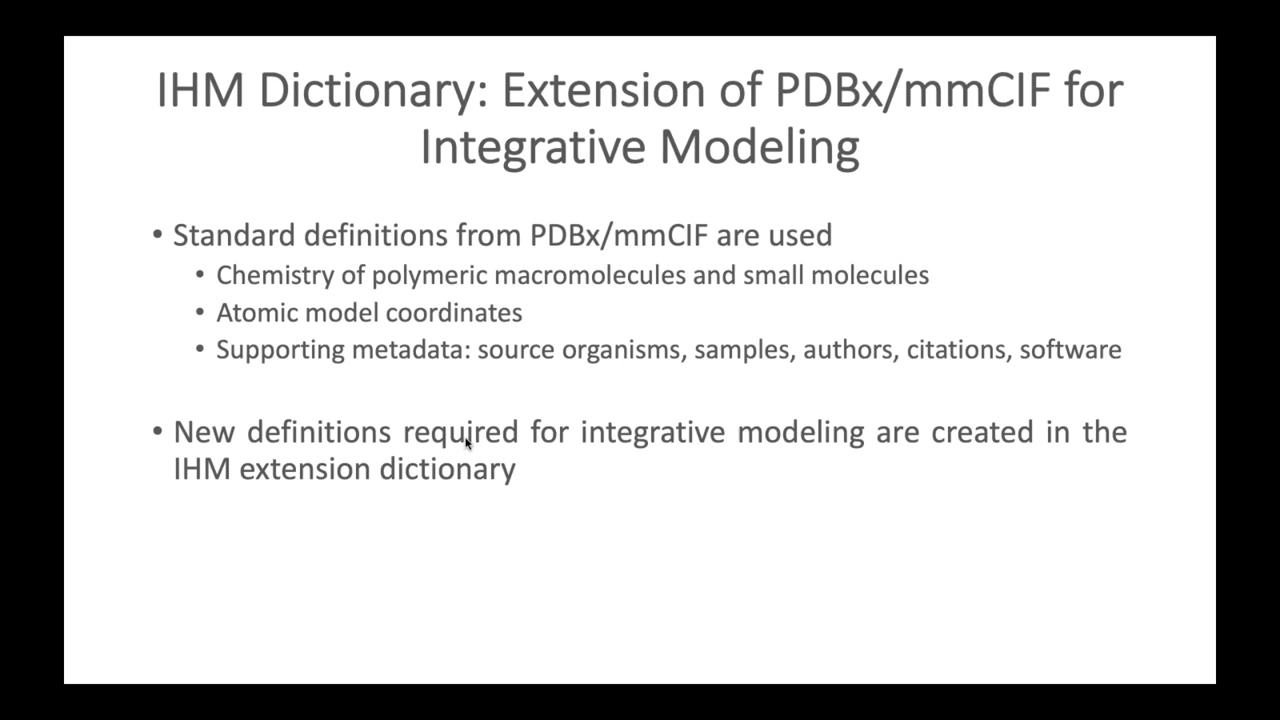 IHM Dictionary: Extension of PDBx/mmCIF for
Integrative Modeling
• Standard definitions from PDBx/mmCIF are used
• Chemistry of polymeric macromolecules and small molecules
• Atomic model coordinates
• Supporting metadata: source organisms, samples, authors, citations, software
• New definitions required for integrative modeling are created in the
IHM extension dictionary